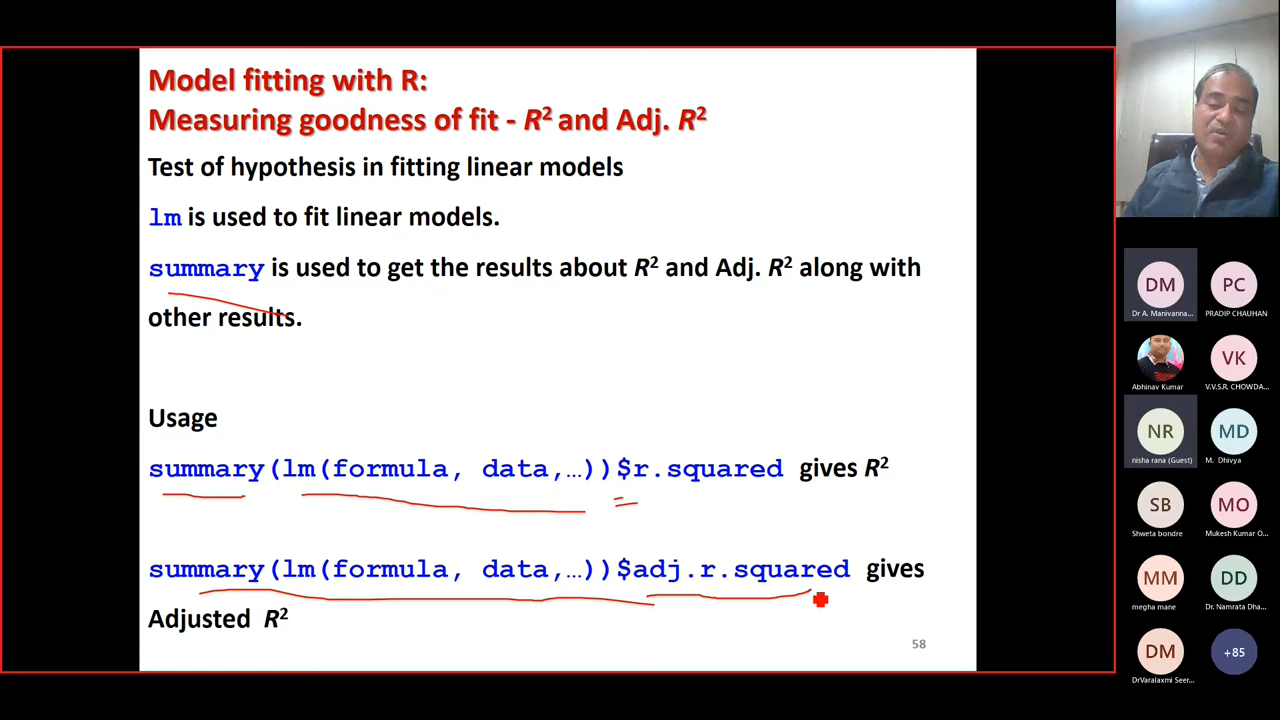 Model fitting with R:
Measuring goodness of fit - R² and Adj. R²
Test of hypothesis in fitting linear models
lm is used to fit linear models.
summary is used to get the results about R² and Adj. R² along with
other results.
Usage
summary(lm(formula, data,…))$r.squared gives R²
summary(lm(formula, data,…))$adj.r.squared gives
Adjusted R²
58
DM
PC
Dr A. Manivanna...
PRADIP CHAUHAN
VK
Abhinav Kumar
V.V.S.R. CHOWDA...
NR
MD
nisha rana (Guest)
M. Dhivya
SB
MO
Shweta bondre
Mukesh Kumar O...
MM
DD
megha mane
Dr. Namrata Dha...
DM
+85
DrVaralaxmi Seer...